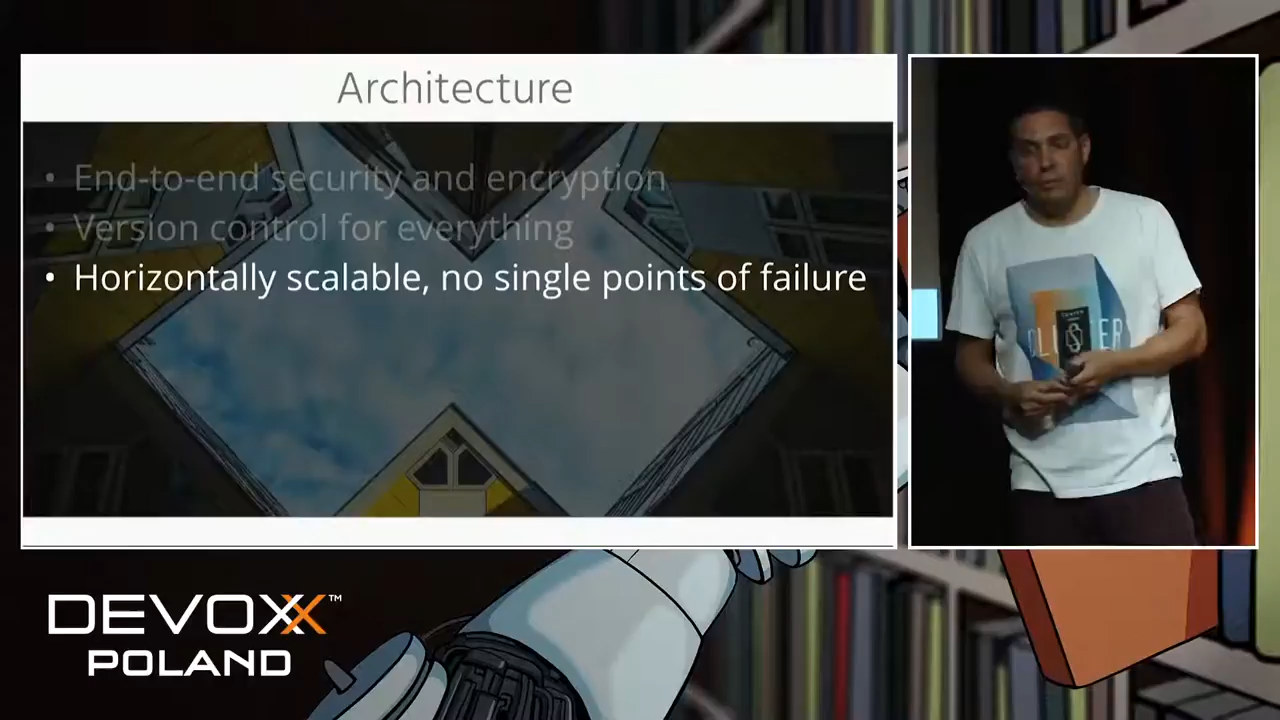 Architecture
• End-to-end security and encryption
• Version control for everything
• Horizontally scalable, no single points of failure
DEVOXX™
POLAND